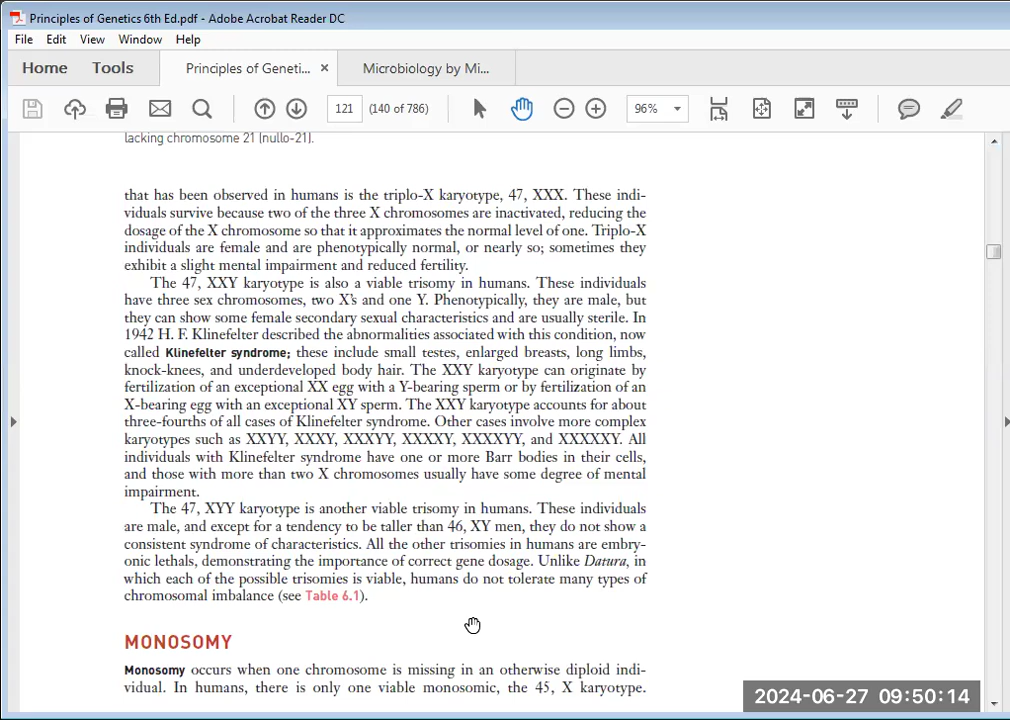 Principles of Genetics 6th Ed.pdf - Adobe Acrobat Reader DC
File Edit View Window Help
Home Tools Principles of Geneti... × Microbiology by Mi...
121 (140 of 786) 96%
lacking chromosome 21 (nullo-21).
that has been observed in humans is the triplo-X karyotype, 47, XXX. These indi-
viduals survive because two of the three X chromosomes are inactivated, reducing the
dosage of the X chromosome so that it approximates the normal level of one. Triplo-X
individuals are female and are phenotypically normal, or nearly so; sometimes they
exhibit a slight mental impairment and reduced fertility.
The 47, XXY karyotype is also a viable trisomy in humans. These individuals
have three sex chromosomes, two X's and one Y. Phenotypically, they are male, but
they can show some female secondary sexual characteristics and are usually sterile. In
1942 H. F. Klinefelter described the abnormalities associated with this condition, now
called Klinefelter syndrome; these include small testes, enlarged breasts, long limbs,
knock-knees, and underdeveloped body hair. The XXY karyotype can originate by
fertilization of an exceptional XX egg with a Y-bearing sperm or by fertilization of an
X-bearing egg with an exceptional XY sperm. The XXY karyotype accounts for about
three-fourths of all cases of Klinefelter syndrome. Other cases involve more complex
karyotypes such as XXYY, XXXY, XXXYY, XXXXY, XXXXYY, and XXXXXY. All
individuals with Klinefelter syndrome have one or more Barr bodies in their cells,
and those with more than two X chromosomes usually have some degree of mental
impairment.
The 47, XYY karyotype is another viable trisomy in humans. These individuals
are male, and except for a tendency to be taller than 46, XY men, they do not show a
consistent syndrome of characteristics. All the other trisomies in humans are embry-
onic lethals, demonstrating the importance of correct gene dosage. Unlike Datura, in
which each of the possible trisomies is viable, humans do not tolerate many types of
chromosomal imbalance (see Table 6.1).
MONOSOMY
Monosomy occurs when one chromosome is missing in an otherwise diploid indi-
vidual. In humans, there is only one viable monosomic, the 45, X karyotype.
2024-06-27 09:50:14